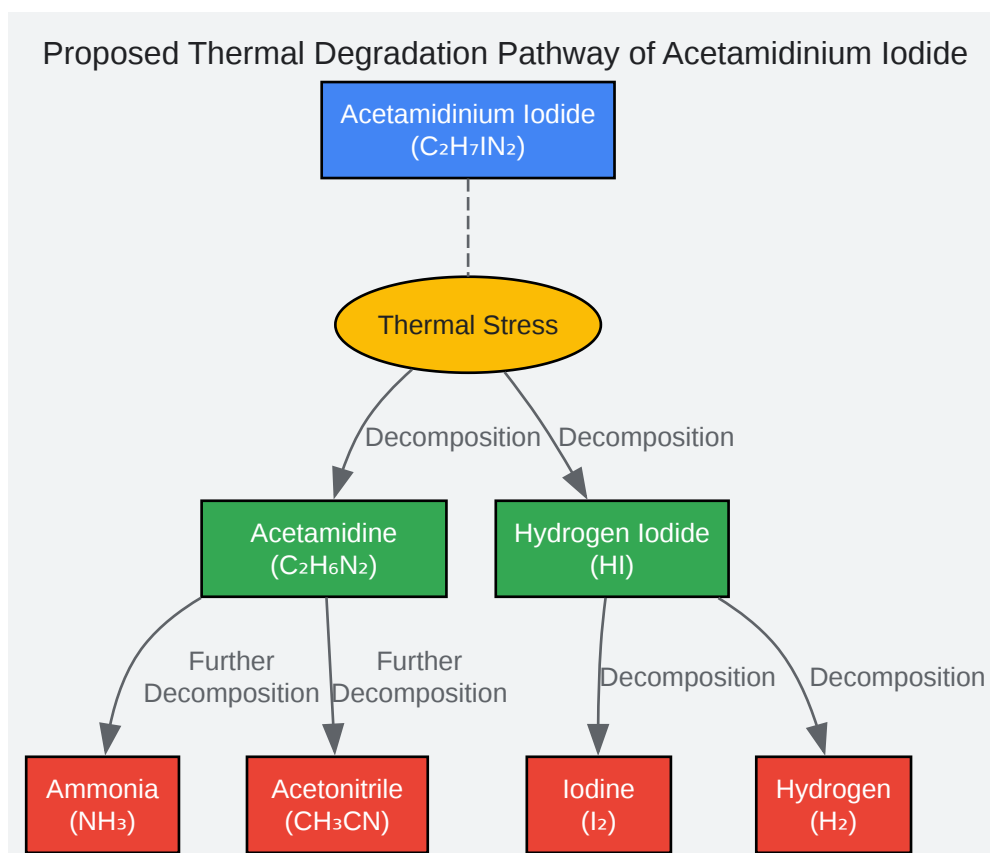 Proposed Thermal Degradation Pathway of Acetamidinium Iodide
Acetamidinium Iodide
(C₂H₇IN₂)
Thermal Stress
Decomposition
Decomposition
Acetamidine
(C₂H₆N₂)
Hydrogen Iodide
(HI)
Further
Decomposition
Further
Decomposition
Decomposition
Decomposition
Ammonia
(NH₃)
Acetonitrile
(CH₃CN)
Iodine
(I₂)
Hydrogen
(H₂)